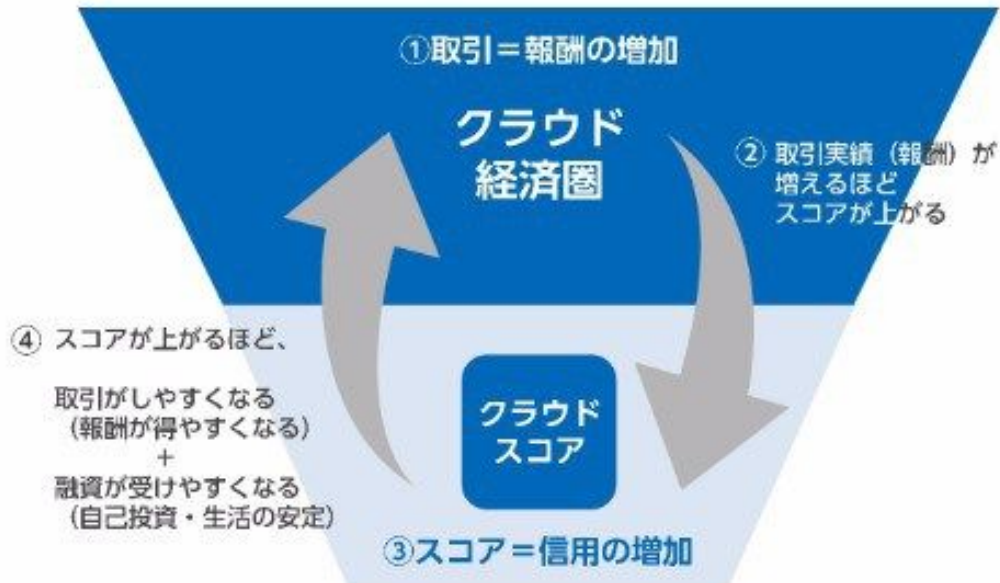 ①取引＝報酬の増加
クラウド
経済圏
② 取引実績（報酬）が
増えるほど
スコアが上がる
④ スコアが上がるほど、
取引がしやすくなる
（報酬が得やすくなる）
+
融資が受けやすくなる
（自己投資・生活の安定）
クラウド
スコア
③スコア＝信用の増加